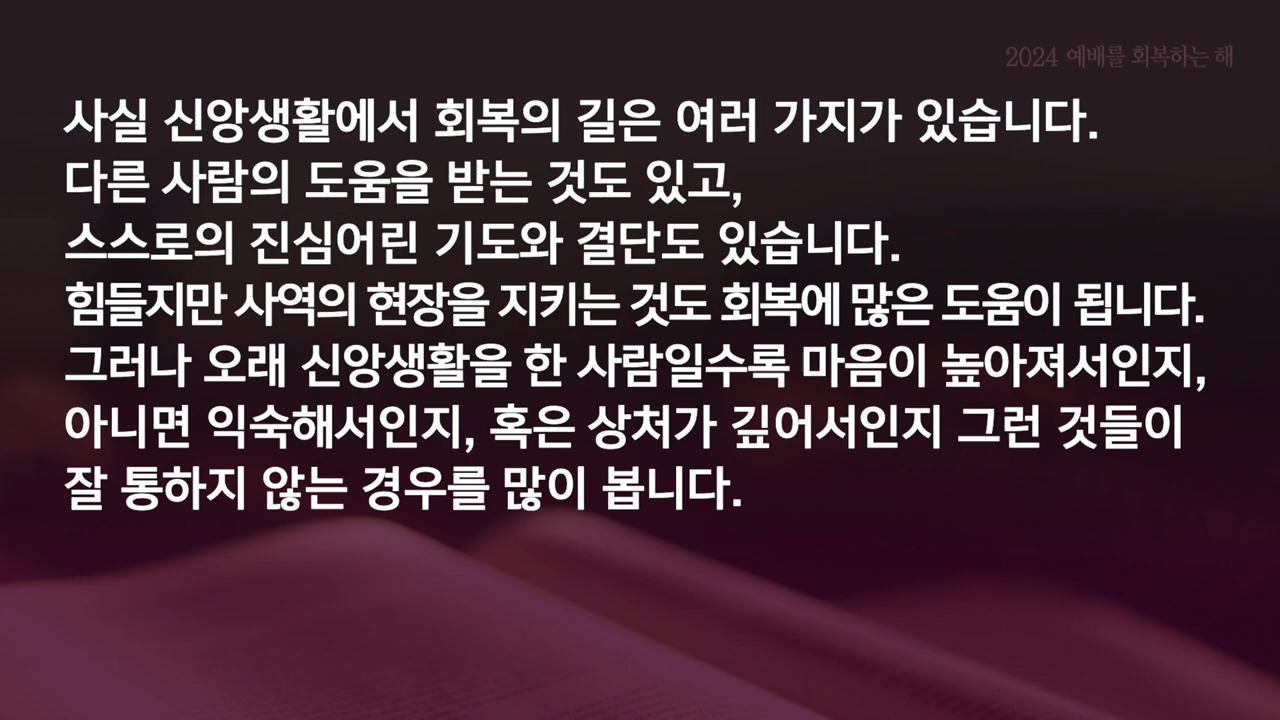 2024 예배를 회복하는 해
사실 신앙생활에서 회복의 길은 여러 가지가 있습니다.
다른 사람의 도움을 받는 것도 있고,
스스로의 진심어린 기도와 결단도 있습니다.
힘들지만 사역의 현장을 지키는 것도 회복에 많은 도움이 됩니다.
그러나 오래 신앙생활을 한 사람일수록 마음이 높아져서인지,
아니면 익숙해서인지, 혹은 상처가 깊어서인지 그런 것들이
잘 통하지 않는 경우를 많이 봅니다.